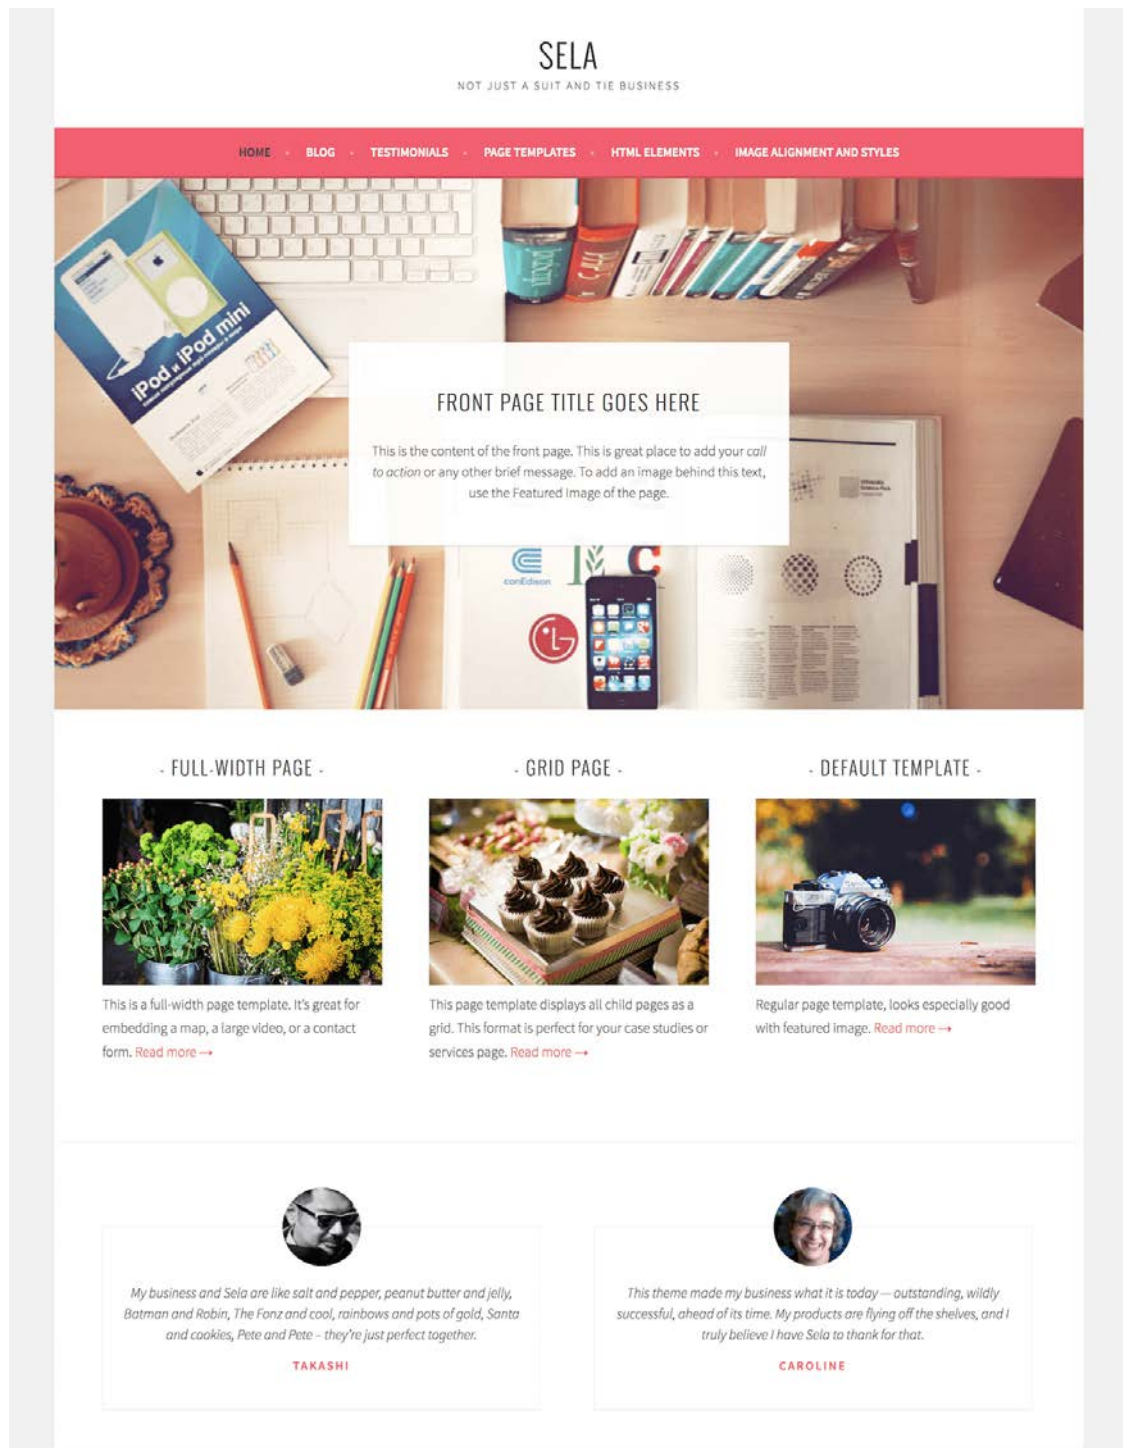 SELA
NOT JUST A SUIT AND TIE BUSINESS
HOME
BLOG
TESTIMONIALS
PAGE TEMPLATES
HTML ELEMENTS
IMAGE ALIGNMENT AND STYLES
iPod и iPod mini
FRONT PAGE TITLE GOES HERE
This is the content of the front page. This is great place to add your call
to action or any other brief message. To add an image behind this text,
use the Featured Image of the page.
conEdison
LG
- FULL-WIDTH PAGE -
This is a full-width page template. It's great for
embedding a map, a large video, or a contact
form. Read more →
- GRID PAGE -
This page template displays all child pages as a
grid. This format is perfect for your case studies or
services page. Read more →
- DEFAULT TEMPLATE -
Regular page template, looks especially good
with featured image. Read more →
My business and Sela are like salt and pepper, peanut butter and jelly,
Batman and Robin, The Fonz and cool, rainbows and pots of gold, Santa
and cookies, Pete and Pete – they're just perfect together.
TAKASHI
This theme made my business what it is today — outstanding, wildly
successful, ahead of its time. My products are flying off the shelves, and I
truly believe I have Sela to thank for that.
CAROLINE